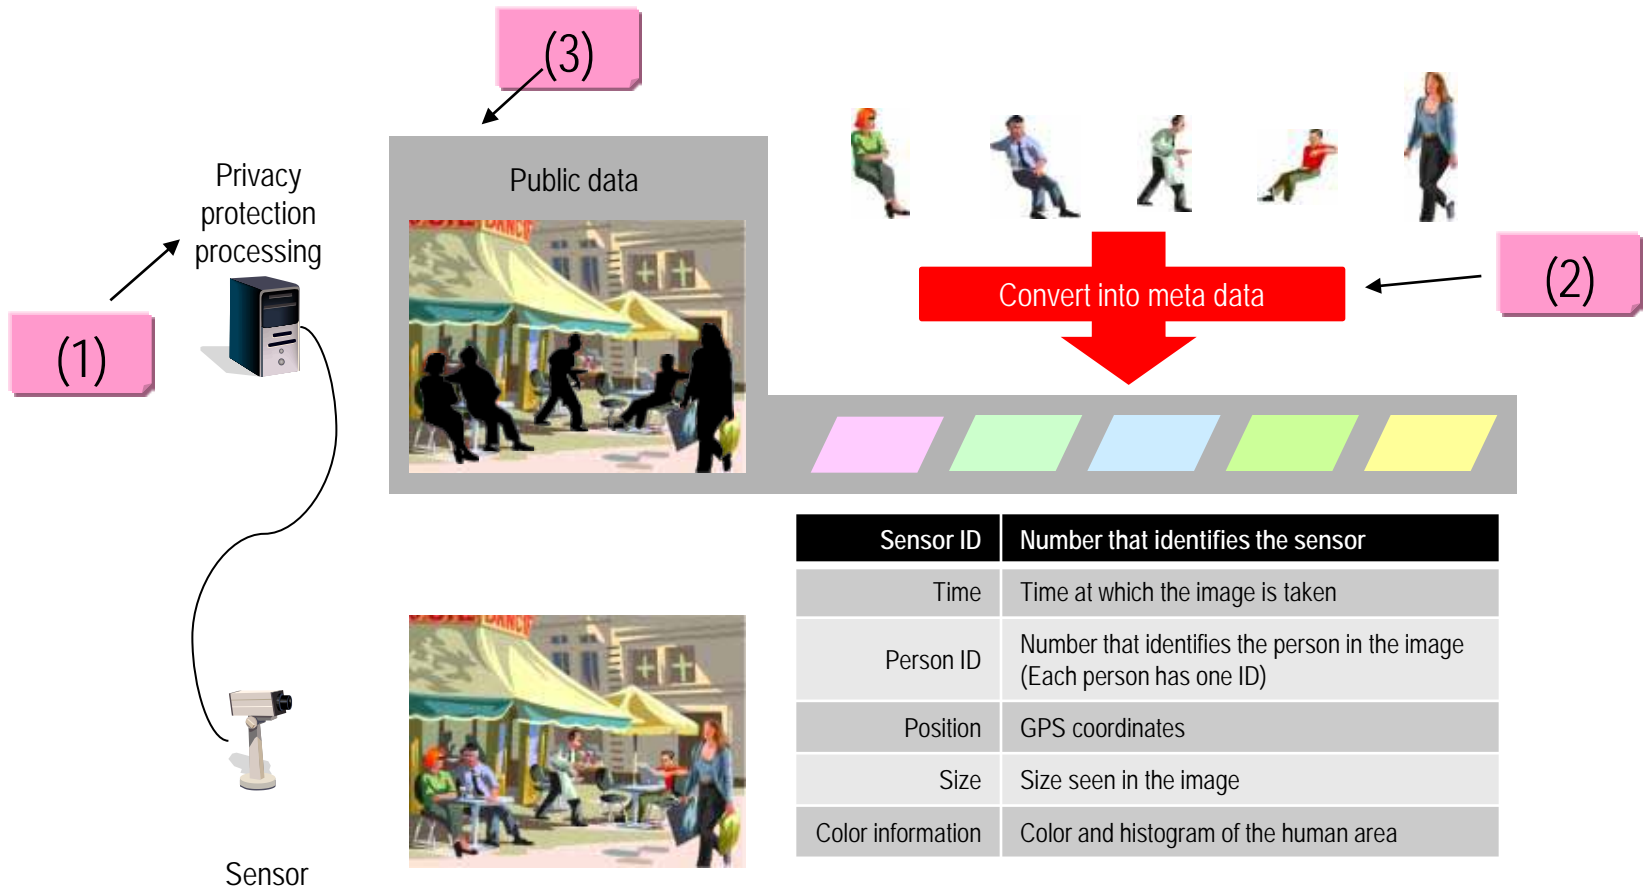 (3)
Public data
Privacy
protection
processing
(1)
Convert into meta data
(2)
Sensor ID Number that identifies the sensor
Time Time at which the image is taken
Person ID Number that identifies the person in the image
(Each person has one ID)
Position GPS coordinates
Size Size seen in the image
Color information Color and histogram of the human area
Sensor